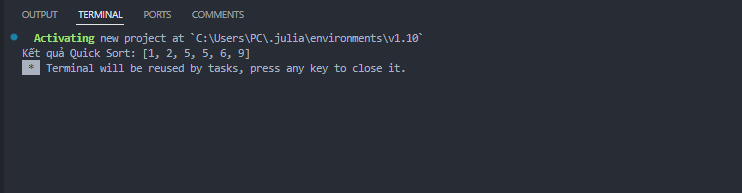 OUTPUT TERMINAL PORTS COMMENTS
Activating new project at `C:\Users\PC\.julia\environments\v1.10`
Kết quả Quick Sort: [1, 2, 5, 5, 6, 9]
* Terminal will be reused by tasks, press any key to close it.